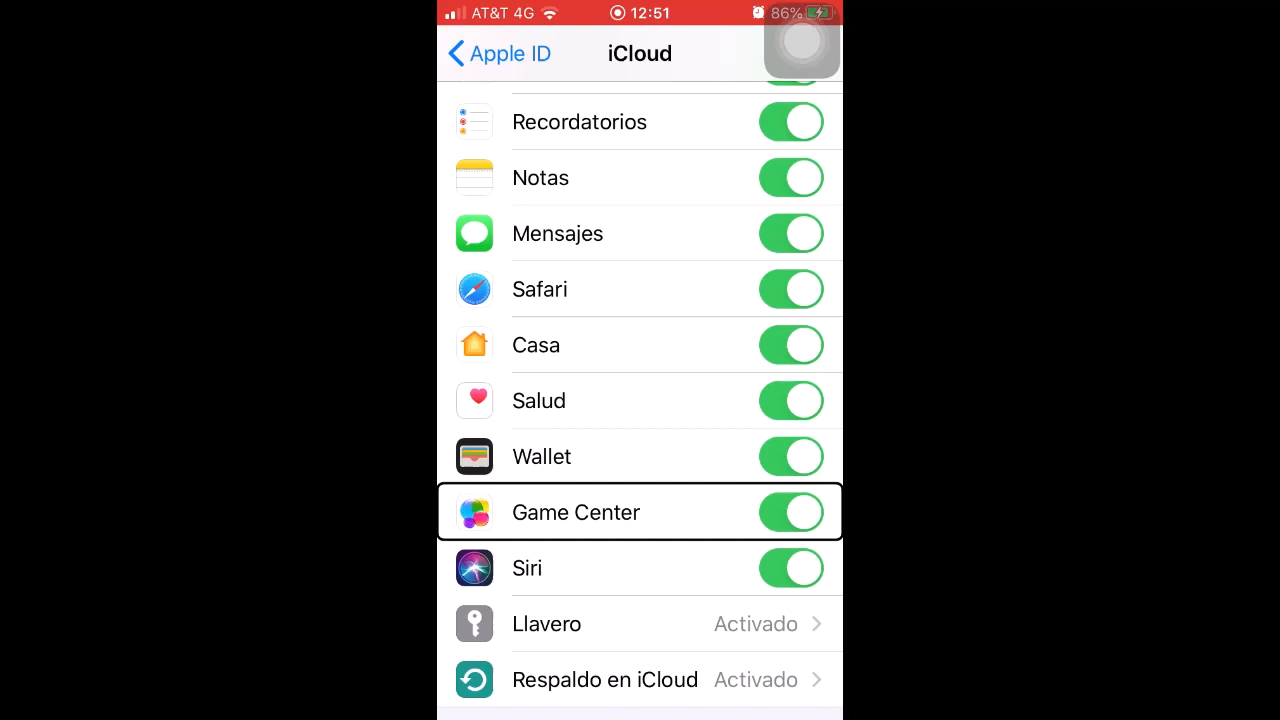 AT&T 4G 12:51 86%
Apple ID iCloud
Recordatorios
Notas
Mensajes
Safari
Casa
Salud
Wallet
Game Center
Siri
Llavero Activado
Respaldo en iCloud Activado